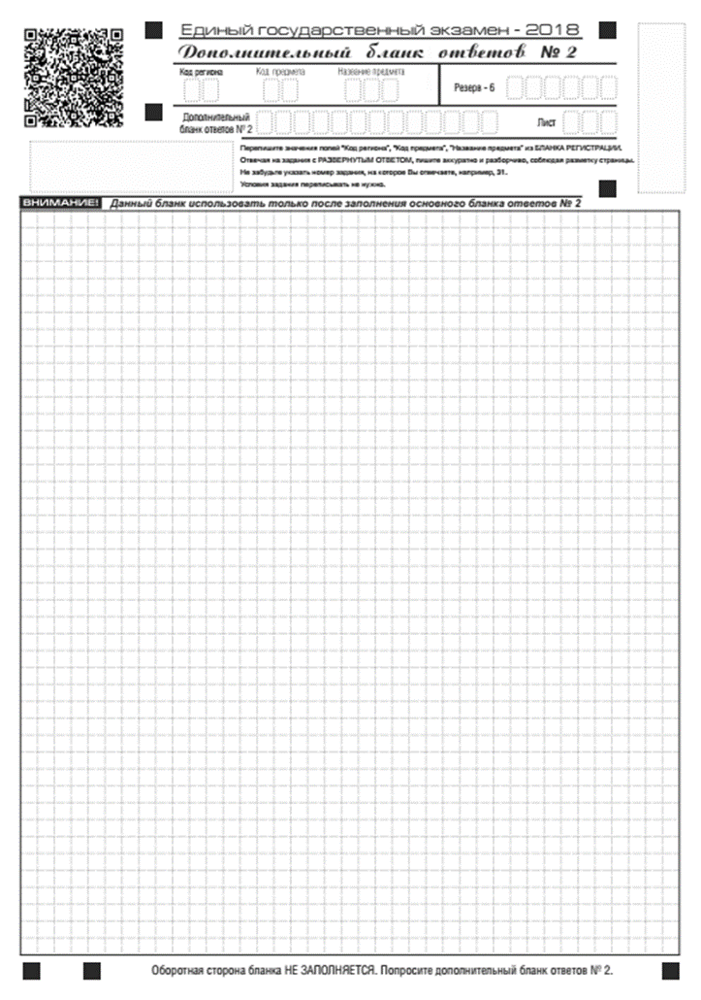 Единый государственный экзамен - 2018
Дополнительный бланк ответов № 2
Код региона Код предмета Название предмета
Резерв - 6
Дополнительный
бланк ответов № 2
Лист
Перепишите значения полей "Код региона", "Код предмета", "Название предмета" из БЛАНКА РЕГИСТРАЦИИ.
Отвечая на задания с РАЗВЕРНУТЫМ ОТВЕТОМ, пишите аккуратно и разборчиво, соблюдая разметку страницы.
Не забудьте указать номер задания, на которое Вы отвечаете, например, 31.
Условия задания переписывать не нужно.
ВНИМАНИЕ! Данный бланк использовать только после заполнения основного бланка ответов № 2
Оборотная сторона бланка НЕ ЗАПОЛНЯЕТСЯ. Попросите дополнительный бланк ответов № 2.